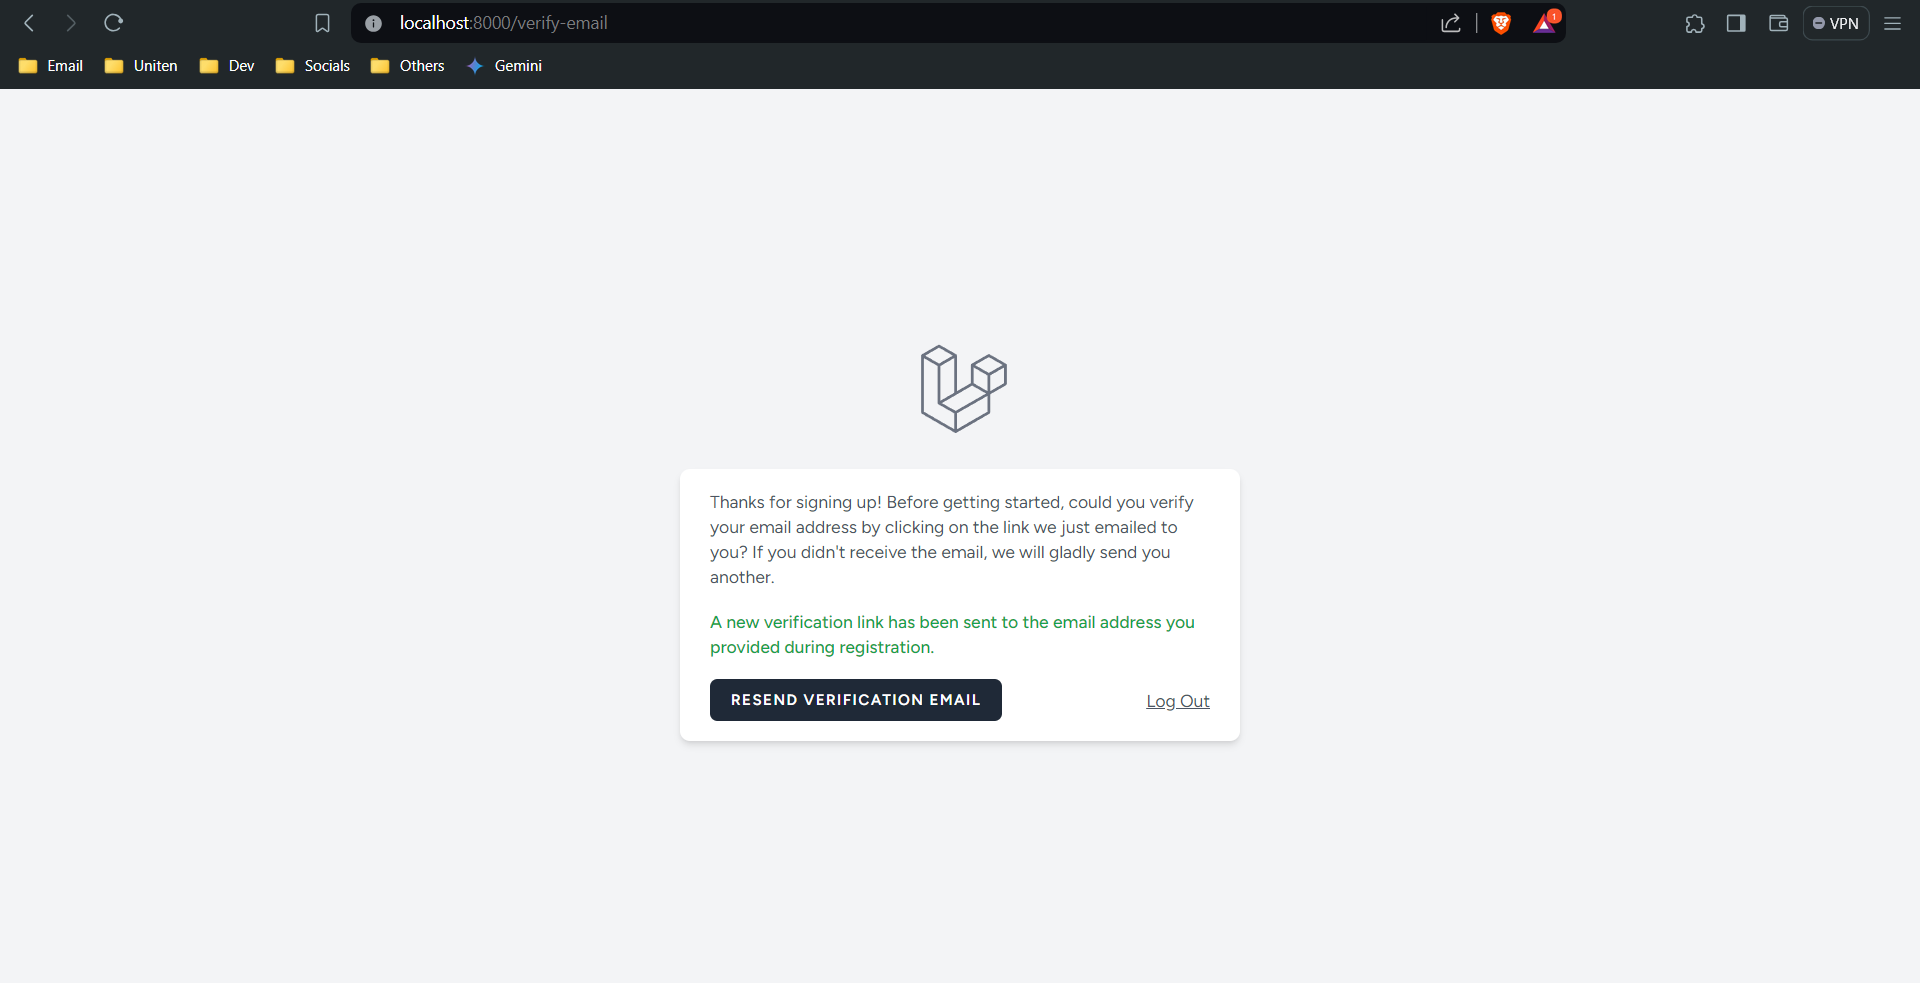 localhost:8000/verify-email
1
VPN
Email Uniten Dev Socials Others Gemini
Thanks for signing up! Before getting started, could you verify
your email address by clicking on the link we just emailed to
you? If you didn't receive the email, we will gladly send you
another.
A new verification link has been sent to the email address you
provided during registration.
RESEND VERIFICATION EMAIL Log Out